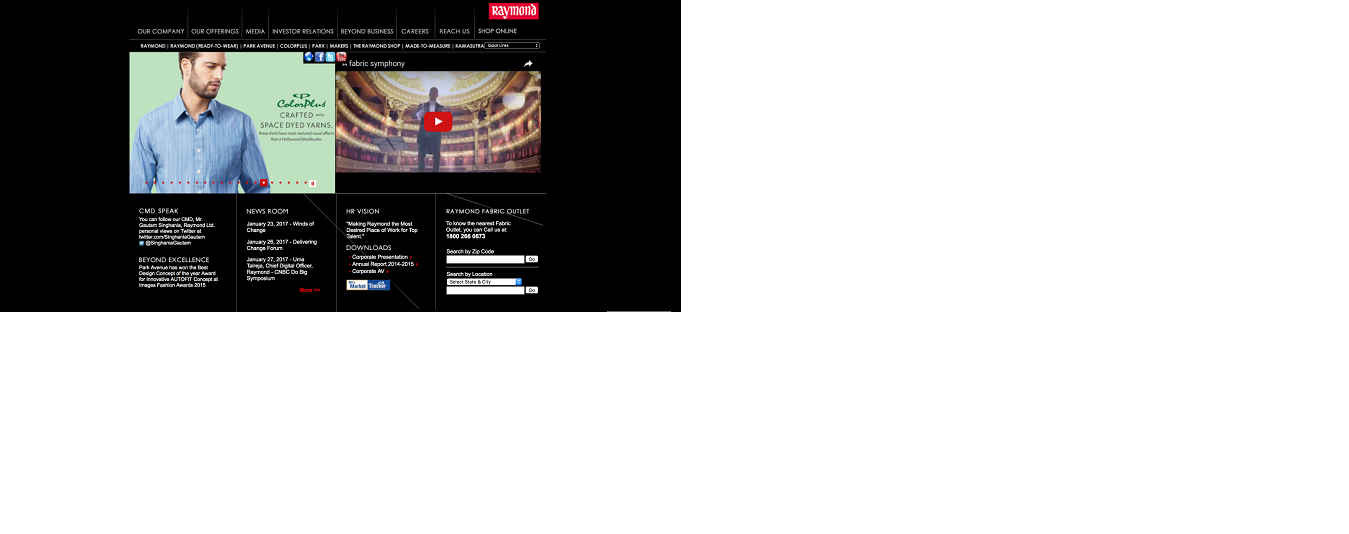 Raymond
OUR COMPANY
OUR OFFERINGS
MEDIA
INVESTOR RELATIONS
BEYOND BUSINESS
CAREERS
REACH US
SHOP ONLINE
RAYMOND | RAYMOND (READY-TO-WEAR) | PARK AVENUE | COLORPLUS | PARX | MAKERS | THE RAYMOND SHOP | MADE-TO-MEASURE | KAMASUTRA
Quick Links
ColorPlus
CRAFTED WITH
SPACE DYED YARNS.
These shirts have more textured visual effects
than a Hollywood blockbuster.
A fabric symphony
CMD SPEAK
You can follow our CMD, Mr.
Gautam Singhania, Raymond Ltd.
personal views on Twitter at
twitter.com/SinghaniaGautam
@SinghaniaGautam
BEYOND EXCELLENCE
Park Avenue has won the Best
Design Concept of the year Award
for Innovative AUTOFIT Concept at
Images Fashion Awards 2015
NEWS ROOM
January 23, 2017 - Winds of
Change
January 26, 2017 - Delivering
Change Forum
January 27, 2017 - Uma
Talreja, Chief Digital Officer,
Raymond - CNBC Do Big
Symposium
More >>
HR VISION
"Making Raymond the Most
Desired Place of Work for Top
Talent."
DOWNLOADS
Corporate Presentation »
Annual Report 2014-2015 »
Corporate AV »
Market Tracker
RAYMOND FABRIC OUTLET
To know the nearest Fabric
Outlet, you can Call us at:
1800 266 0673
Search by Zip Code
Go
Search by Location
Select State & City
Go